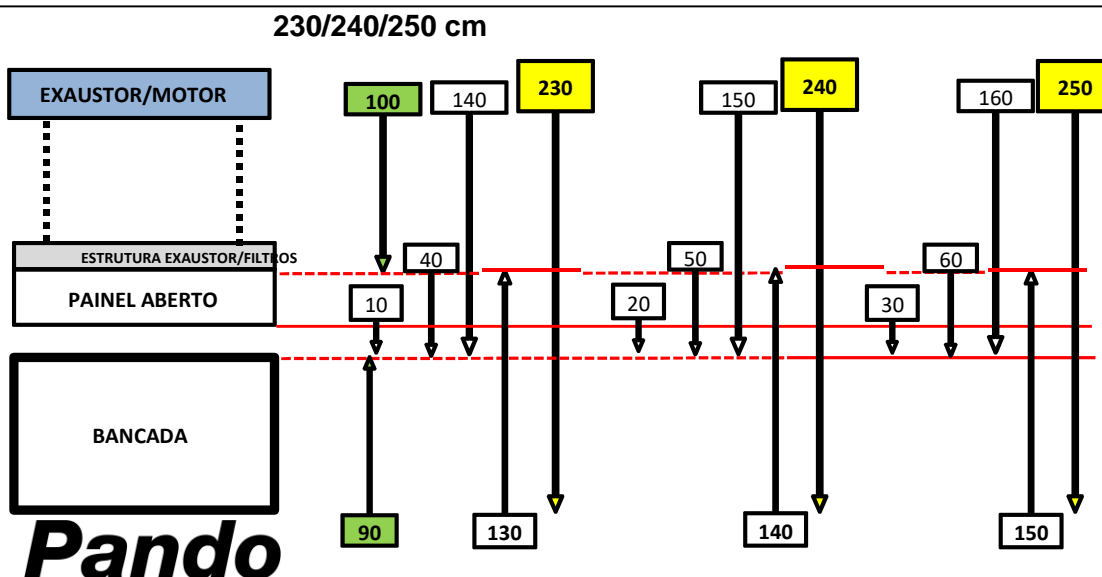 230/240/250 cm
EXAUSTOR/MOTOR
100
140
230
150
240
160
250
ESTRUTURA EXAUSTOR/FILTROS
40
50
60
PAINEL ABERTO
10
20
30
BANCADA
90
130
140
150
Pando